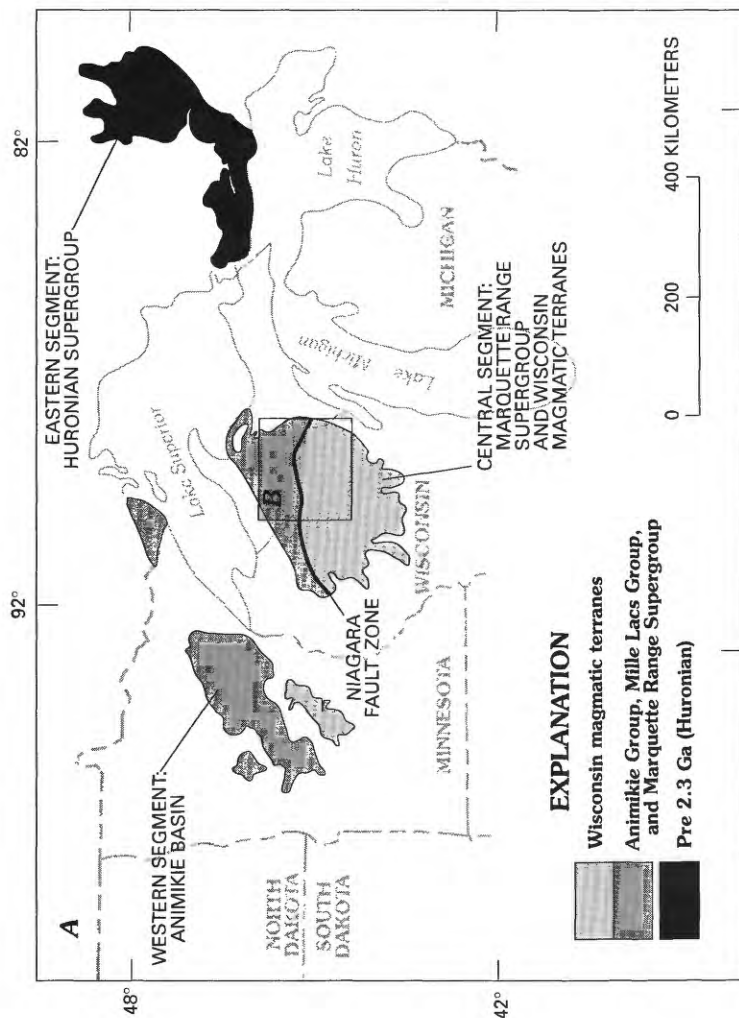 A
92°
82°
48°
42°
EASTERN SEGMENT:
HURONIAN SUPERGROUP
WESTERN SEGMENT:
ANIMIKIE BASIN
Lake Superior
Lake
Huron
NORTH
DAKOTA
SOUTH
DAKOTA
B
NIAGARA
FAULT ZONE
MINNESOTA
WISCONSIN
Lake
Michigan
MICHIGAN
CENTRAL SEGMENT:
MARQUETTE RANGE
SUPERGROUP
AND WISCONSIN
MAGMATIC TERRANES
EXPLANATION
Wisconsin magmatic terranes
Animikie Group, Mille Lacs Group,
and Marquette Range Supergroup
Pre 2.3 Ga (Huronian)
0 200 400 KILOMETERS